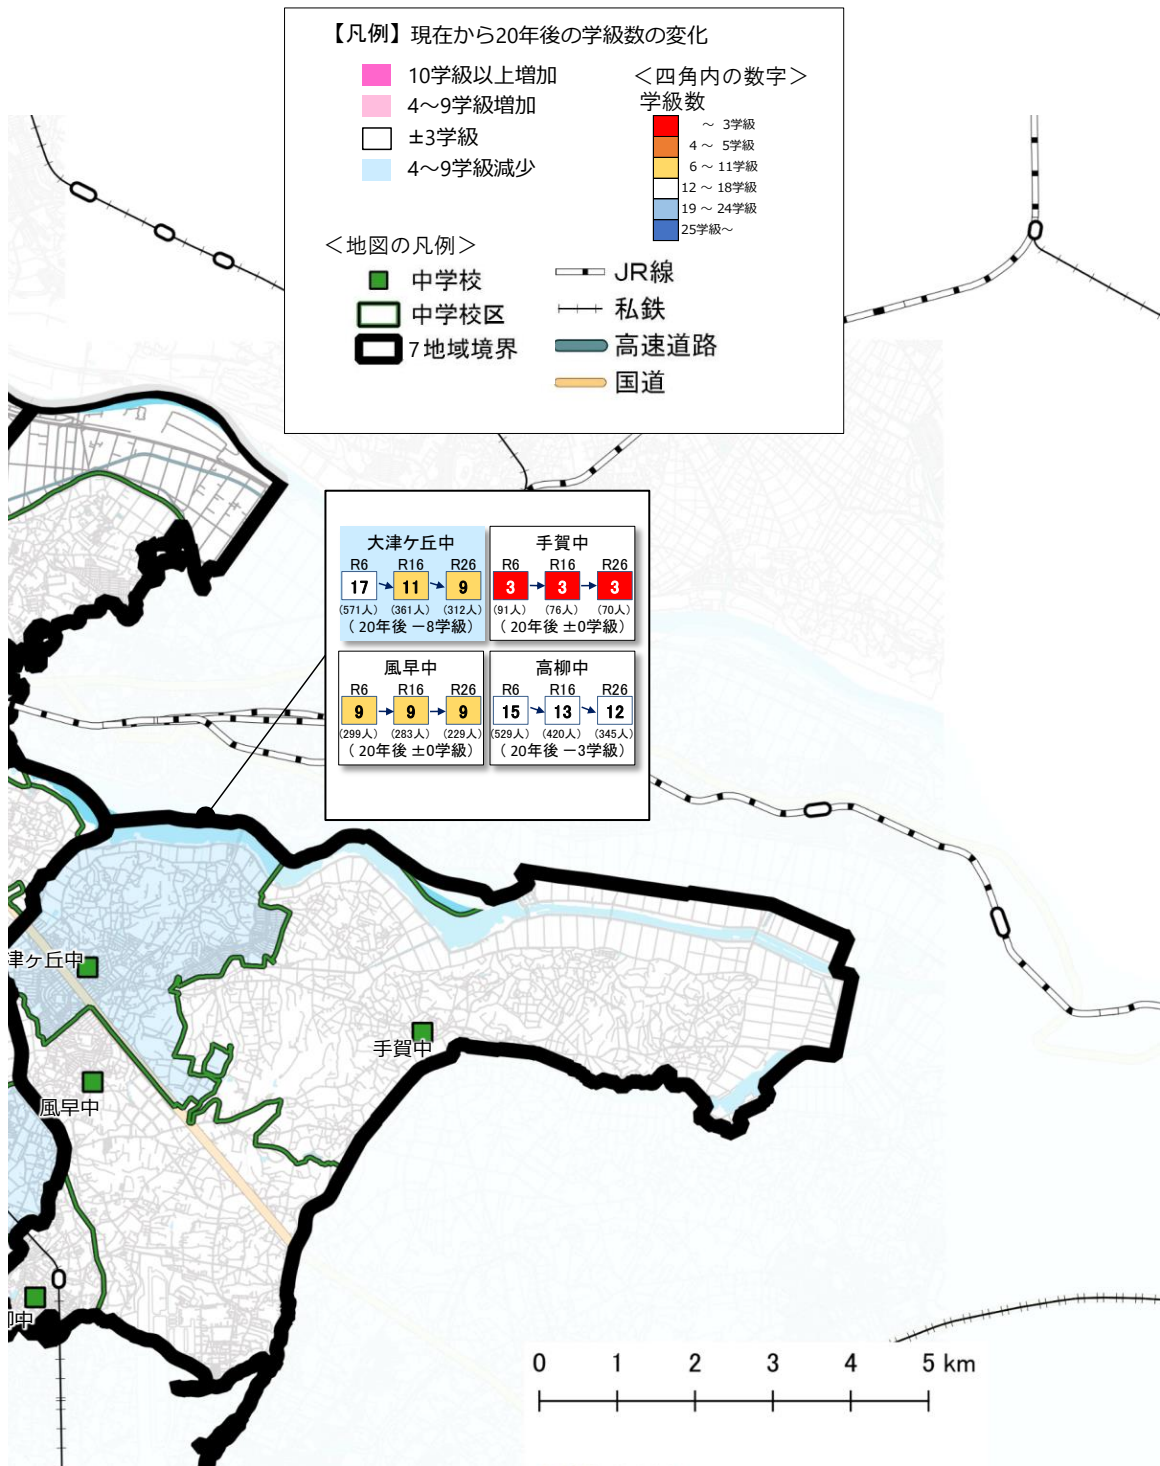 【凡例】現在から20年後の学級数の変化
10学級以上増加
4～9学級増加
±3学級
4～9学級減少
＜四角内の数字＞
学級数
～ 3学級
4 ～ 5学級
6 ～ 11学級
12 ～ 18学級
19 ～ 24学級
25学級～
＜地図の凡例＞
中学校
中学校区
7地域境界
JR線
私鉄
高速道路
国道
大津ケ丘中
R6 R16 R26
17 11 9
(571人) (361人) (312人)
( 20年後 －8学級)
手賀中
R6 R16 R26
3 3 3
(91人) (76人) (70人)
( 20年後 ±0学級)
風早中
R6 R16 R26
9 9 9
(299人) (283人) (229人)
( 20年後 ±0学級)
高柳中
R6 R16 R26
15 13 12
(529人) (420人) (345人)
( 20年後 －3学級)
津ヶ丘中
手賀中
風早中
中
0 1 2 3 4 5 km